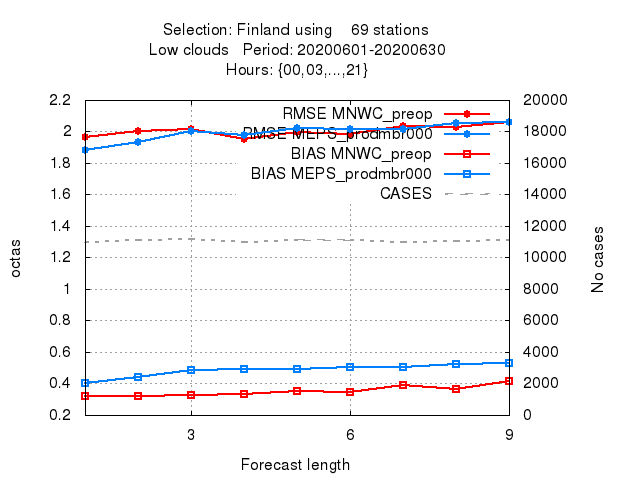 Selection: Finland using 69 stations
Low clouds Period: 20200601-20200630
Hours: {00,03,...,21}
2.2
2
1.8
1.6
1.4
1.2
1
0.8
0.6
0.4
0.2
octas
RMSE MNWC_preop
RMSE MEPS_prodmbr000
BIAS MNWC_preop
BIAS MEPS_prodmbr000
CASES
20000
18000
16000
14000
12000
10000
8000
6000
4000
2000
0
No cases
3 6 9
Forecast length